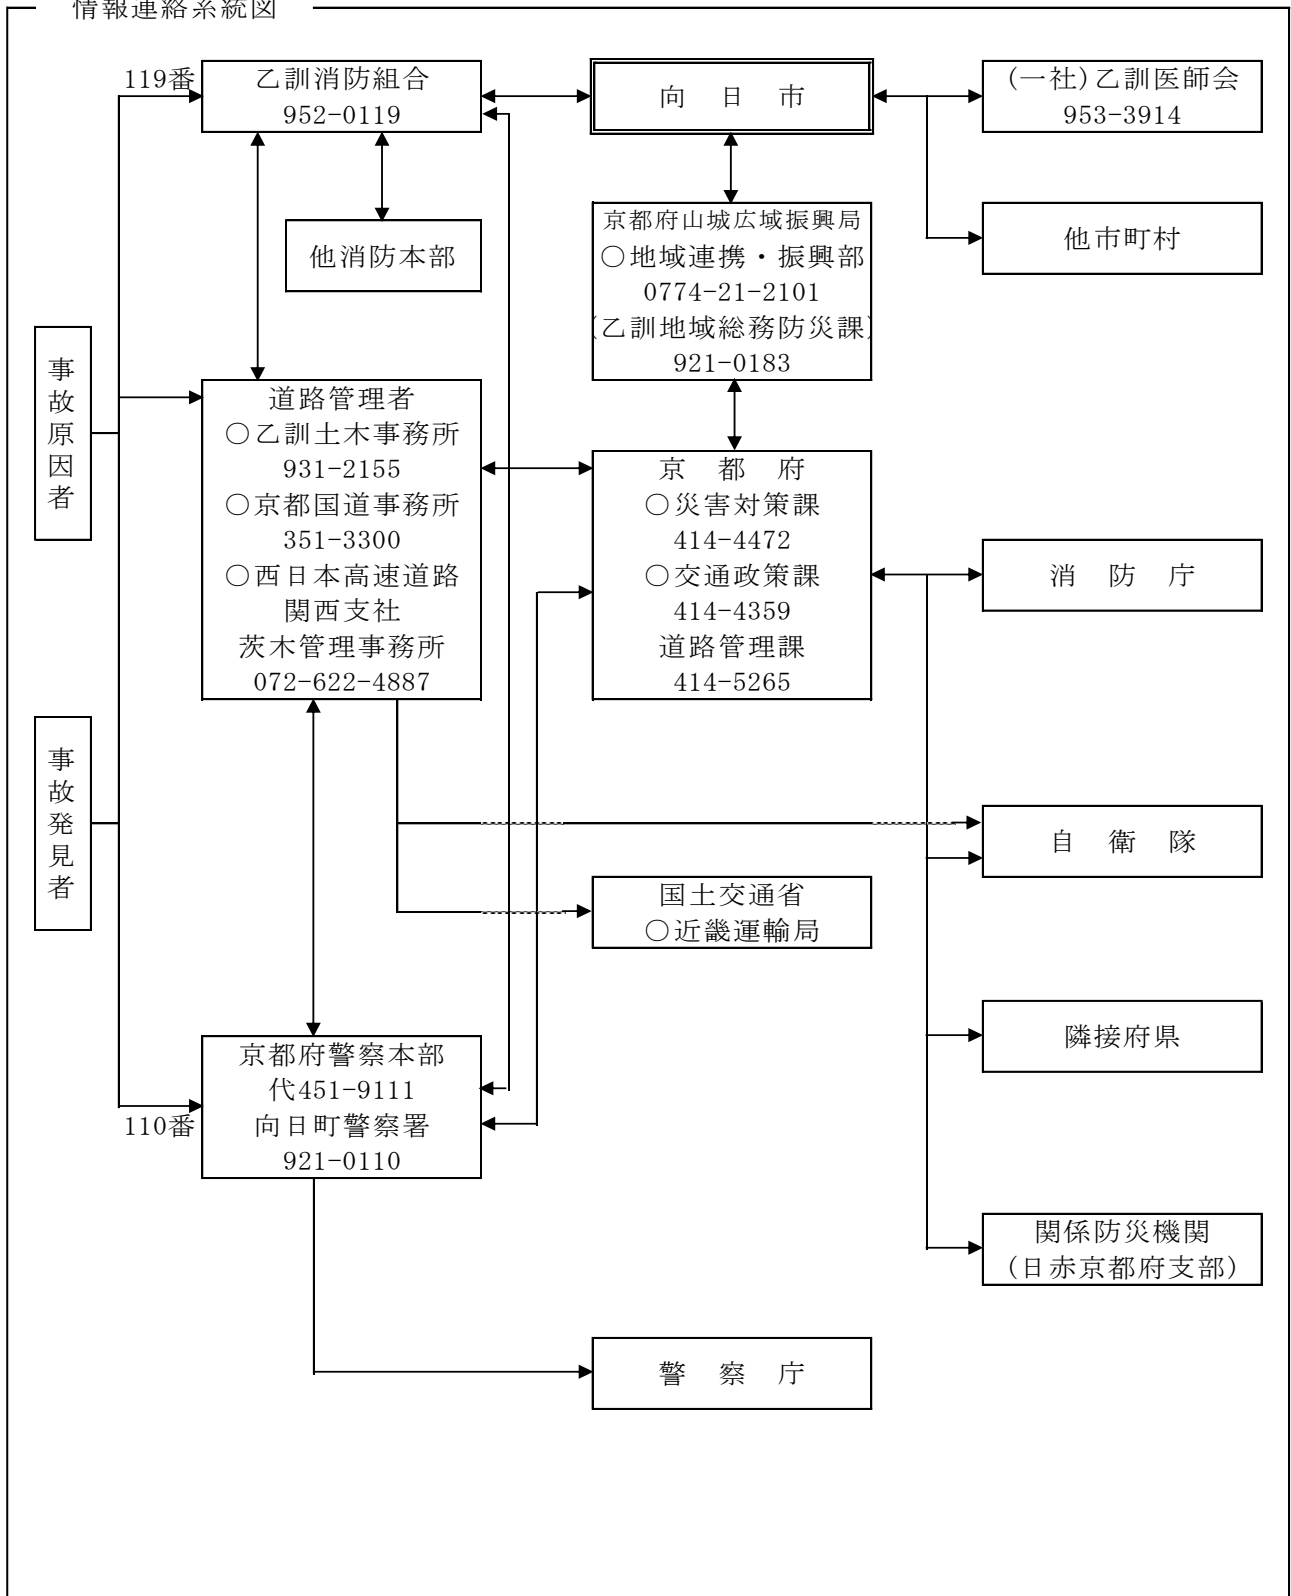 情報連絡系統図
119番
乙訓消防組合
952-0119
向　日　市
(一社)乙訓医師会
953-3914
他消防本部
京都府山城広域振興局
○地域連携・振興部
0774-21-2101
(乙訓地域総務防災課)
921-0183
他市町村
事故原因者
道路管理者
○乙訓土木事務所
931-2155
○京都国道事務所
351-3300
○西日本高速道路
関西支社
茨木管理事務所
072-622-4887
京　都　府
○災害対策課
414-4472
○交通政策課
414-4359
道路管理課
414-5265
消　防　庁
事故発見者
自　衛　隊
国土交通省
○近畿運輸局
隣接府県
110番
京都府警察本部
代451-9111
向日町警察署
921-0110
関係防災機関
(日赤京都府支部)
警　察　庁